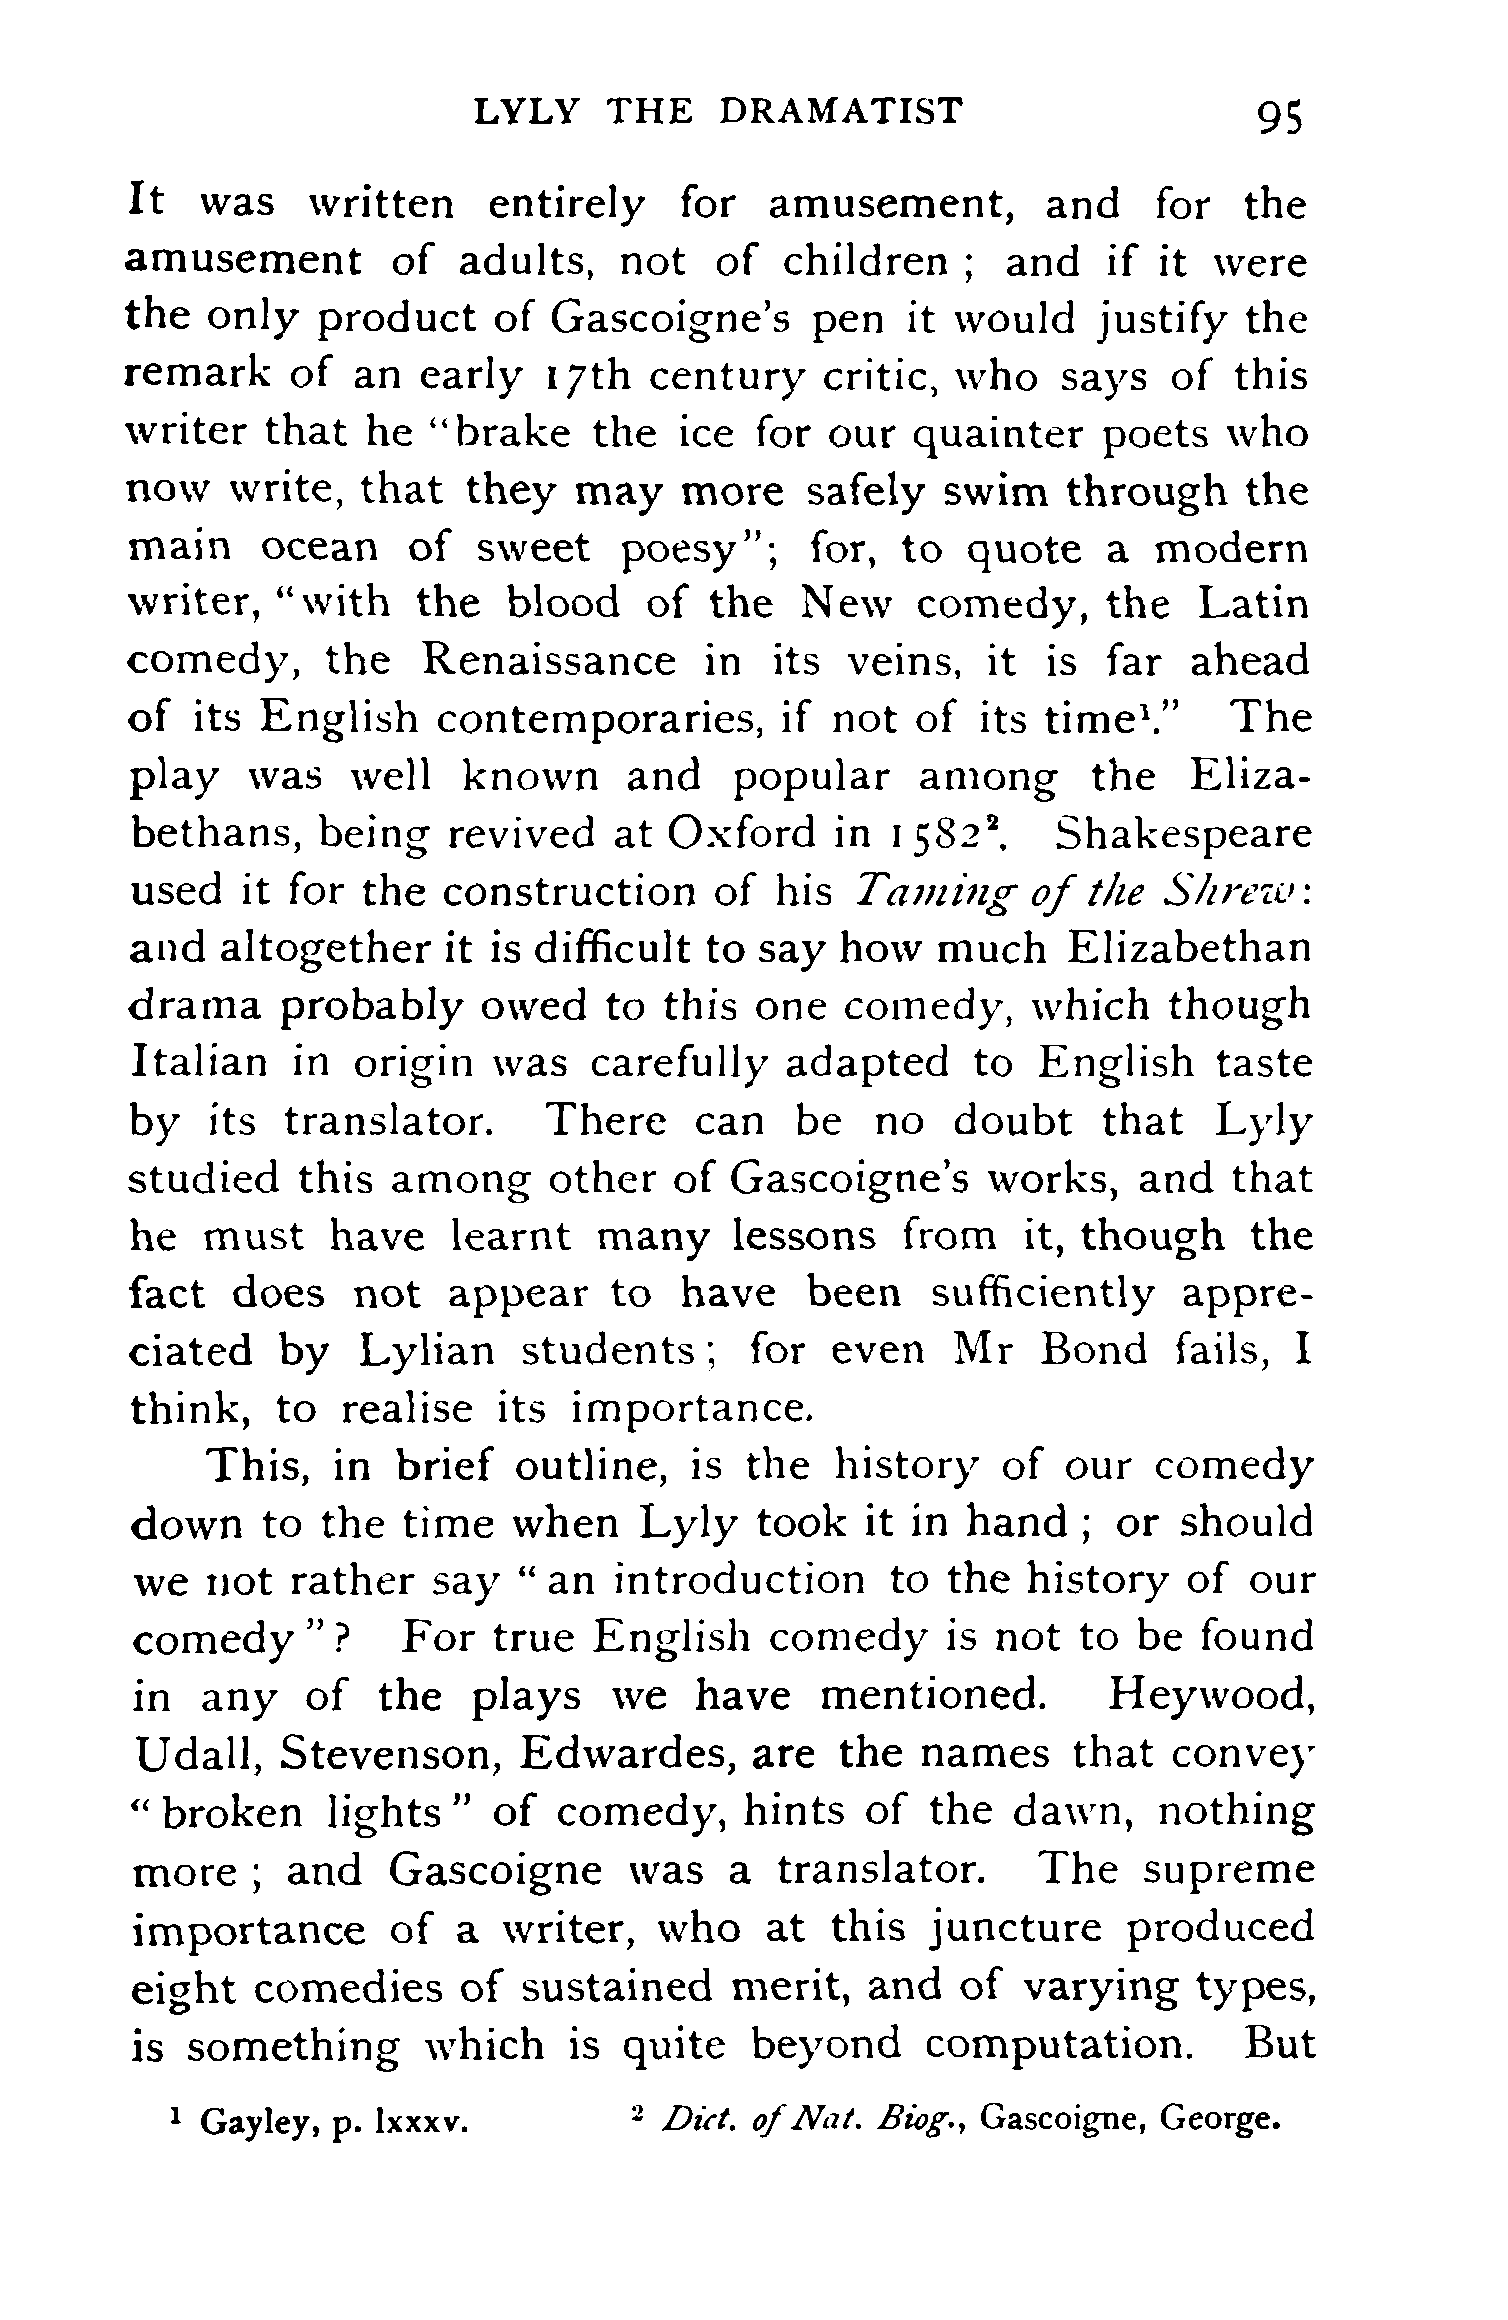 LYLY THE DRAMATIST 95
It was written entirely for amusement, and for the
amusement of adults, not of children ; and if it were
the only product of Gascoigne's pen it would justify the
remark of an early 17th century critic, who says of this
writer that he "brake the ice for our quainter poets who
now write, that they may more safely swim through the
main ocean of sweet poesy"; for, to quote a modern
writer, "with the blood of the New comedy, the Latin
comedy, the Renaissance in its veins, it is far ahead
of its English contemporaries, if not of its time¹." The
play was well known and popular among the Eliza-
bethans, being revived at Oxford in 1582². Shakespeare
used it for the construction of his Taming of the Shrew:
and altogether it is difficult to say how much Elizabethan
drama probably owed to this one comedy, which though
Italian in origin was carefully adapted to English taste
by its translator. There can be no doubt that Lyly
studied this among other of Gascoigne's works, and that
he must have learnt many lessons from it, though the
fact does not appear to have been sufficiently appre-
ciated by Lylian students ; for even Mr Bond fails, I
think, to realise its importance.
This, in brief outline, is the history of our comedy
down to the time when Lyly took it in hand ; or should
we not rather say " an introduction to the history of our
comedy " ? For true English comedy is not to be found
in any of the plays we have mentioned. Heywood,
Udall, Stevenson, Edwardes, are the names that convey
" broken lights " of comedy, hints of the dawn, nothing
more ; and Gascoigne was a translator. The supreme
importance of a writer, who at this juncture produced
eight comedies of sustained merit, and of varying types,
is something which is quite beyond computation. But
¹ Gayley, p. lxxxv. ² Dict. of Nat. Biog., Gascoigne, George.